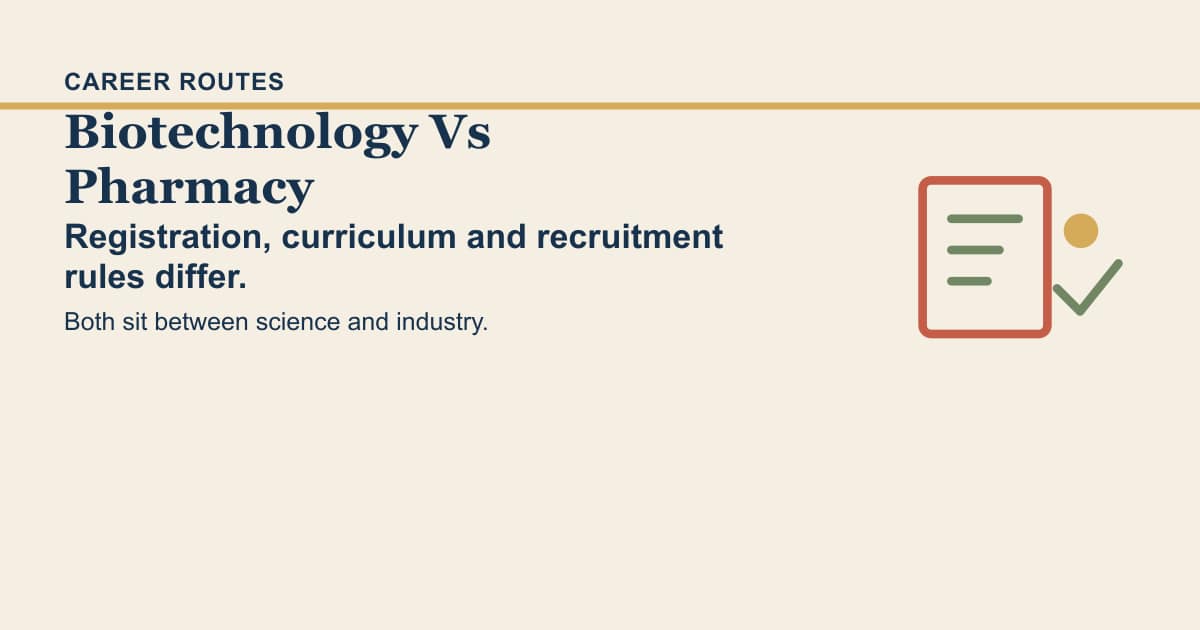 CAREER ROUTES
Biotechnology Vs
Pharmacy
Registration, curriculum and recruitment
rules differ.
Both sit between science and industry.